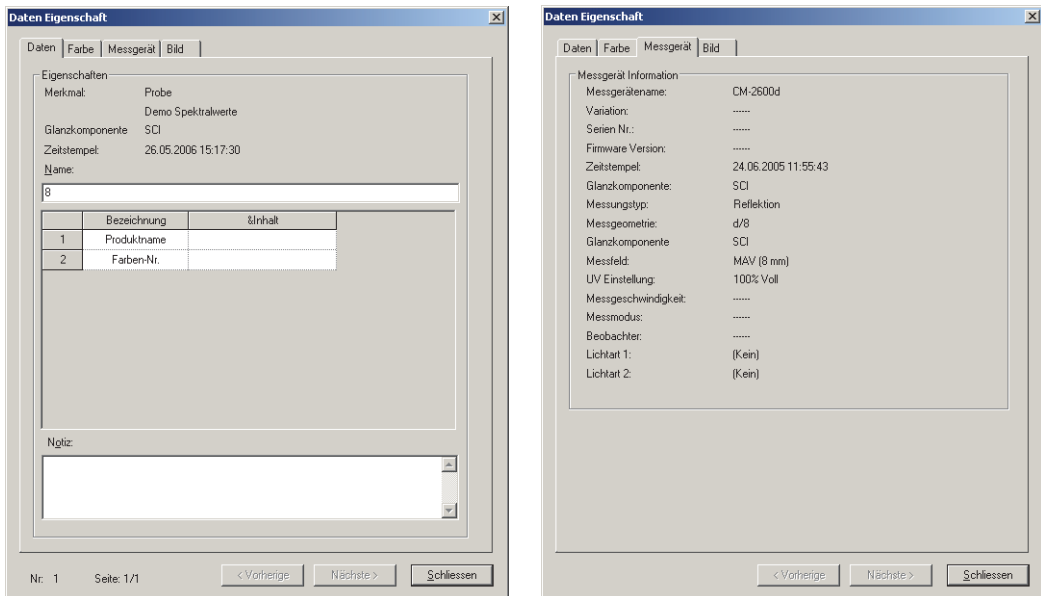 Daten Eigenschaft
Daten Farbe Messgerät Bild
Eigenschaften
Merkmal: Probe
Demo Spektralwerte
Glanzkomponente SCI
Zeitstempel: 26.05.2006 15:17:30
Name:
8
Bezeichnung &Inhalt
1 Produktname
2 Farben-Nr.
Notiz:
Nr. 1 Seite: 1/1 < Vorherige Nächste > Schliessen
Daten Eigenschaft
Daten Farbe Messgerät Bild
Messgerät Information
Messgerätename: CM-2600d
Variation: ------
Serien Nr.: ------
Firmware Version: ------
Zeitstempel: 24.06.2005 11:55:43
Glanzkomponente: SCI
Messungstyp: Reflektion
Messgeometrie: d/8
Glanzkomponente SCI
Messfeld: MAV (8 mm)
UV Einstellung: 100% Voll
Messgeschwindigkeit: ------
Messmodus: ------
Beobachter: ------
Lichtart 1: (Kein)
Lichtart 2: (Kein)
< Vorherige Nächste > Schliessen